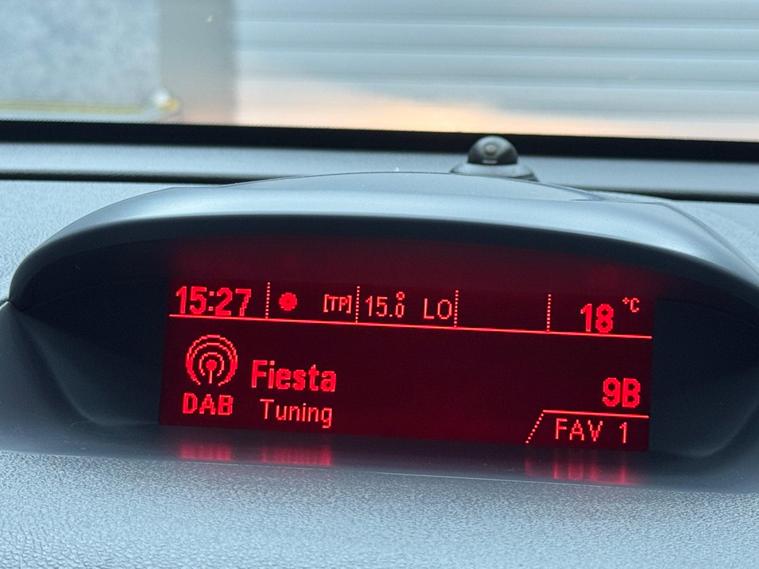 15:27 [TP] 15.0° LO 18 °C
Fiesta 9B
DAB Tuning
FAV 1